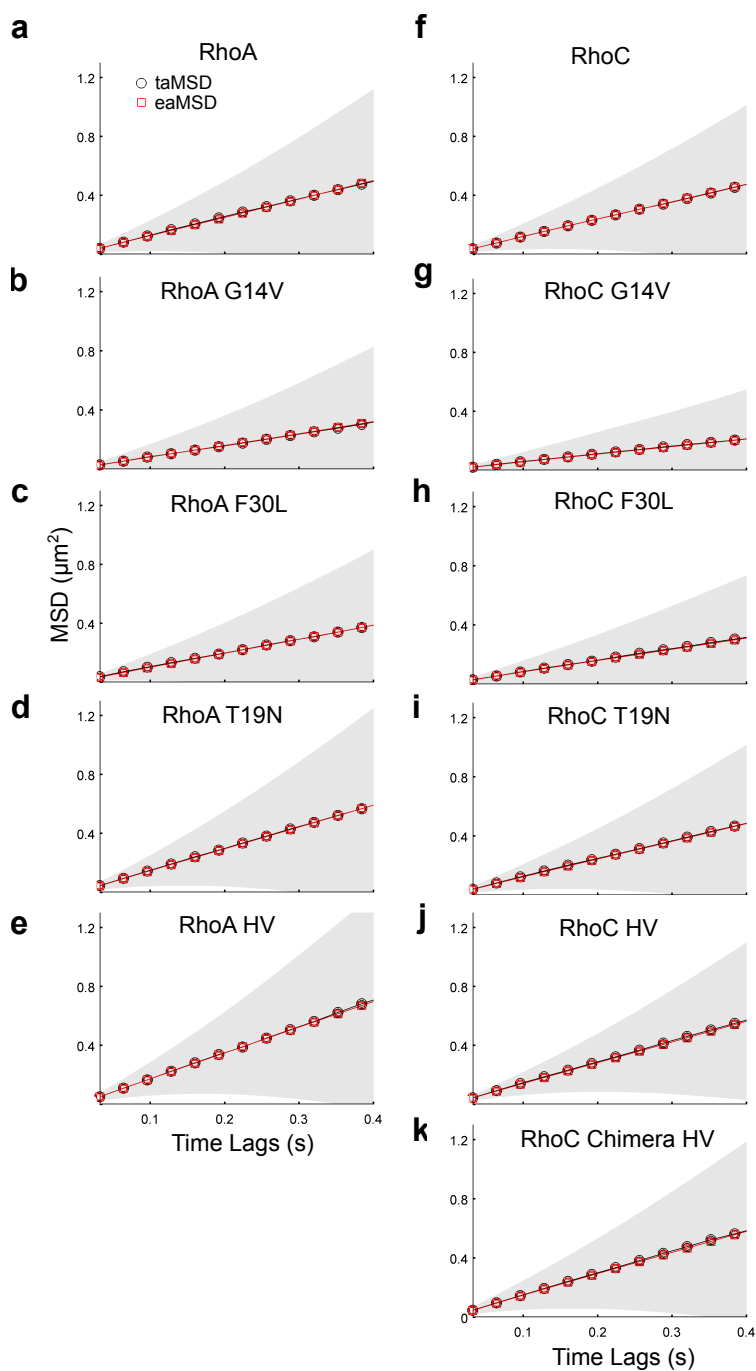 a
RhoA
taMSD
eaMSD
1.2
0.8
0.4
b
RhoA G14V
1.2
0.8
0.4
c
RhoA F30L
1.2
0.8
0.4
MSD (µm²)
d
RhoA T19N
1.2
0.8
0.4
e
RhoA HV
1.2
0.8
0.4
0.1
0.2
0.3
0.4
Time Lags (s)
f
RhoC
1.2
0.8
0.4
g
RhoC G14V
1.2
0.8
0.4
h
RhoC F30L
1.2
0.8
0.4
i
RhoC T19N
1.2
0.8
0.4
j
RhoC HV
1.2
0.8
0.4
k
RhoC Chimera HV
1.2
0.8
0.4
0
0.1
0.2
0.3
0.4
Time Lags (s)